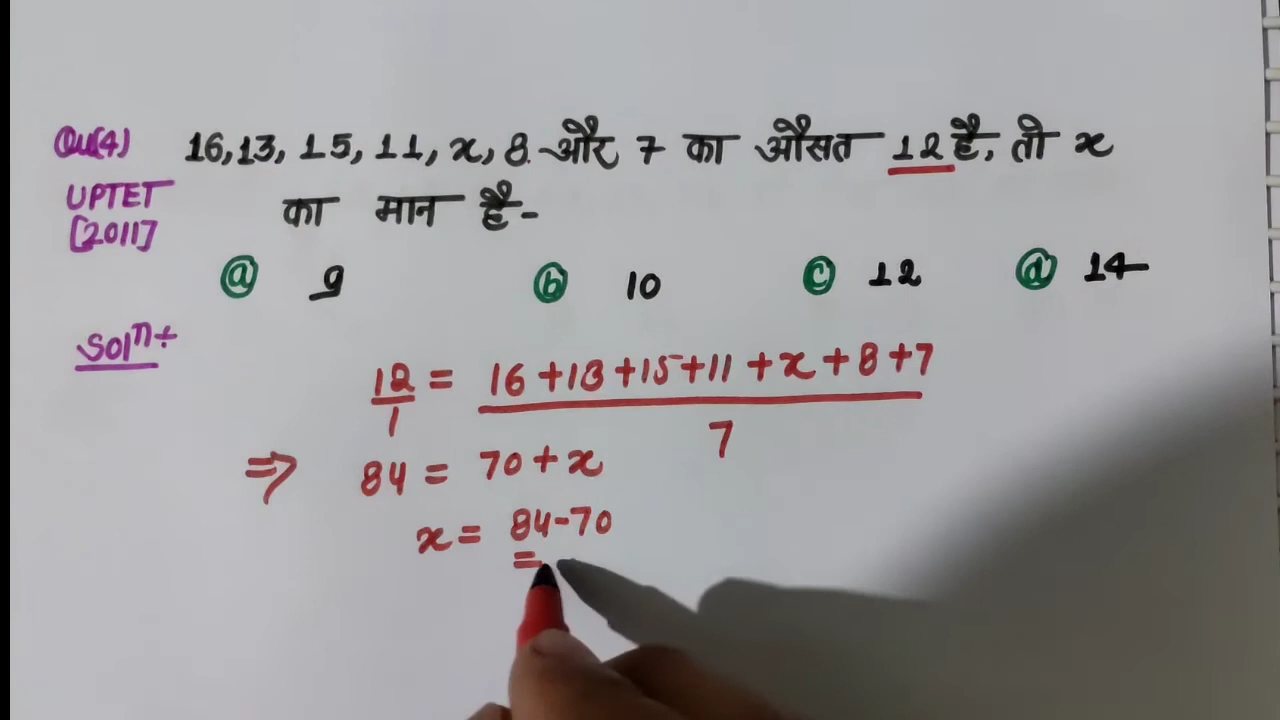 Qu(4) 16,13, 15, 11, x, 8. और 7 का औसत 12 है, तो x
UPTET का मान है-
[2011]
ⓐ 9 ⓑ 10 ⓒ 12 ⓓ 14
Solⁿ÷
12/1 = 16+13+15+11+x+8+7 / 7
⇒ 84 = 70+x
x = 84-70
=